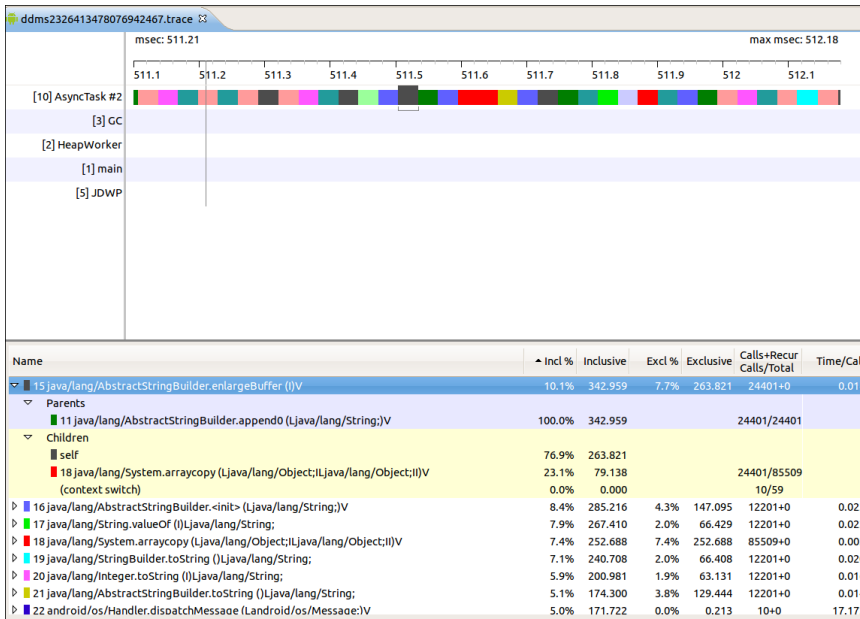 ddms2326413478076942467.trace
msec: 511.21 max msec: 512.18
511.1 511.2 511.3 511.4 511.5 511.6 511.7 511.8 511.9 512 512.1
[10] AsyncTask #2
[3] GC
[2] HeapWorker
[1] main
[5] JDWP
Name Incl % Inclusive Excl % Exclusive Calls+Recur Calls/Total Time/Cal
15 java/lang/AbstractStringBuilder.enlargeBuffer (I)V 10.1% 342.959 7.7% 263.821 24401+0 0.01
Parents
11 java/lang/AbstractStringBuilder.append0 (Ljava/lang/String;)V 100.0% 342.959 24401/24401
Children
self 76.9% 263.821
18 java/lang/System.arraycopy (Ljava/lang/Object;ILjava/lang/Object;II)V 23.1% 79.138 24401/85509
(context switch) 0.0% 0.000 10/59
16 java/lang/AbstractStringBuilder.<init> (Ljava/lang/String;)V 8.4% 285.216 4.3% 147.095 12201+0 0.02
17 java/lang/String.valueOf (I)Ljava/lang/String; 7.9% 267.410 2.0% 66.429 12201+0 0.02
18 java/lang/System.arraycopy (Ljava/lang/Object;ILjava/lang/Object;II)V 7.4% 252.688 7.4% 252.688 85509+0 0.00
19 java/lang/StringBuilder.toString ()Ljava/lang/String; 7.1% 240.708 2.0% 66.408 12201+0 0.02
20 java/lang/Integer.toString (I)Ljava/lang/String; 5.9% 200.981 1.9% 63.131 12201+0 0.01
21 java/lang/AbstractStringBuilder.toString ()Ljava/lang/String; 5.1% 174.300 3.8% 129.444 12201+0 0.01
22 android/os/Handler.dispatchMessage (Landroid/os/Message;)V 5.0% 171.722 0.0% 0.213 10+0 17.17